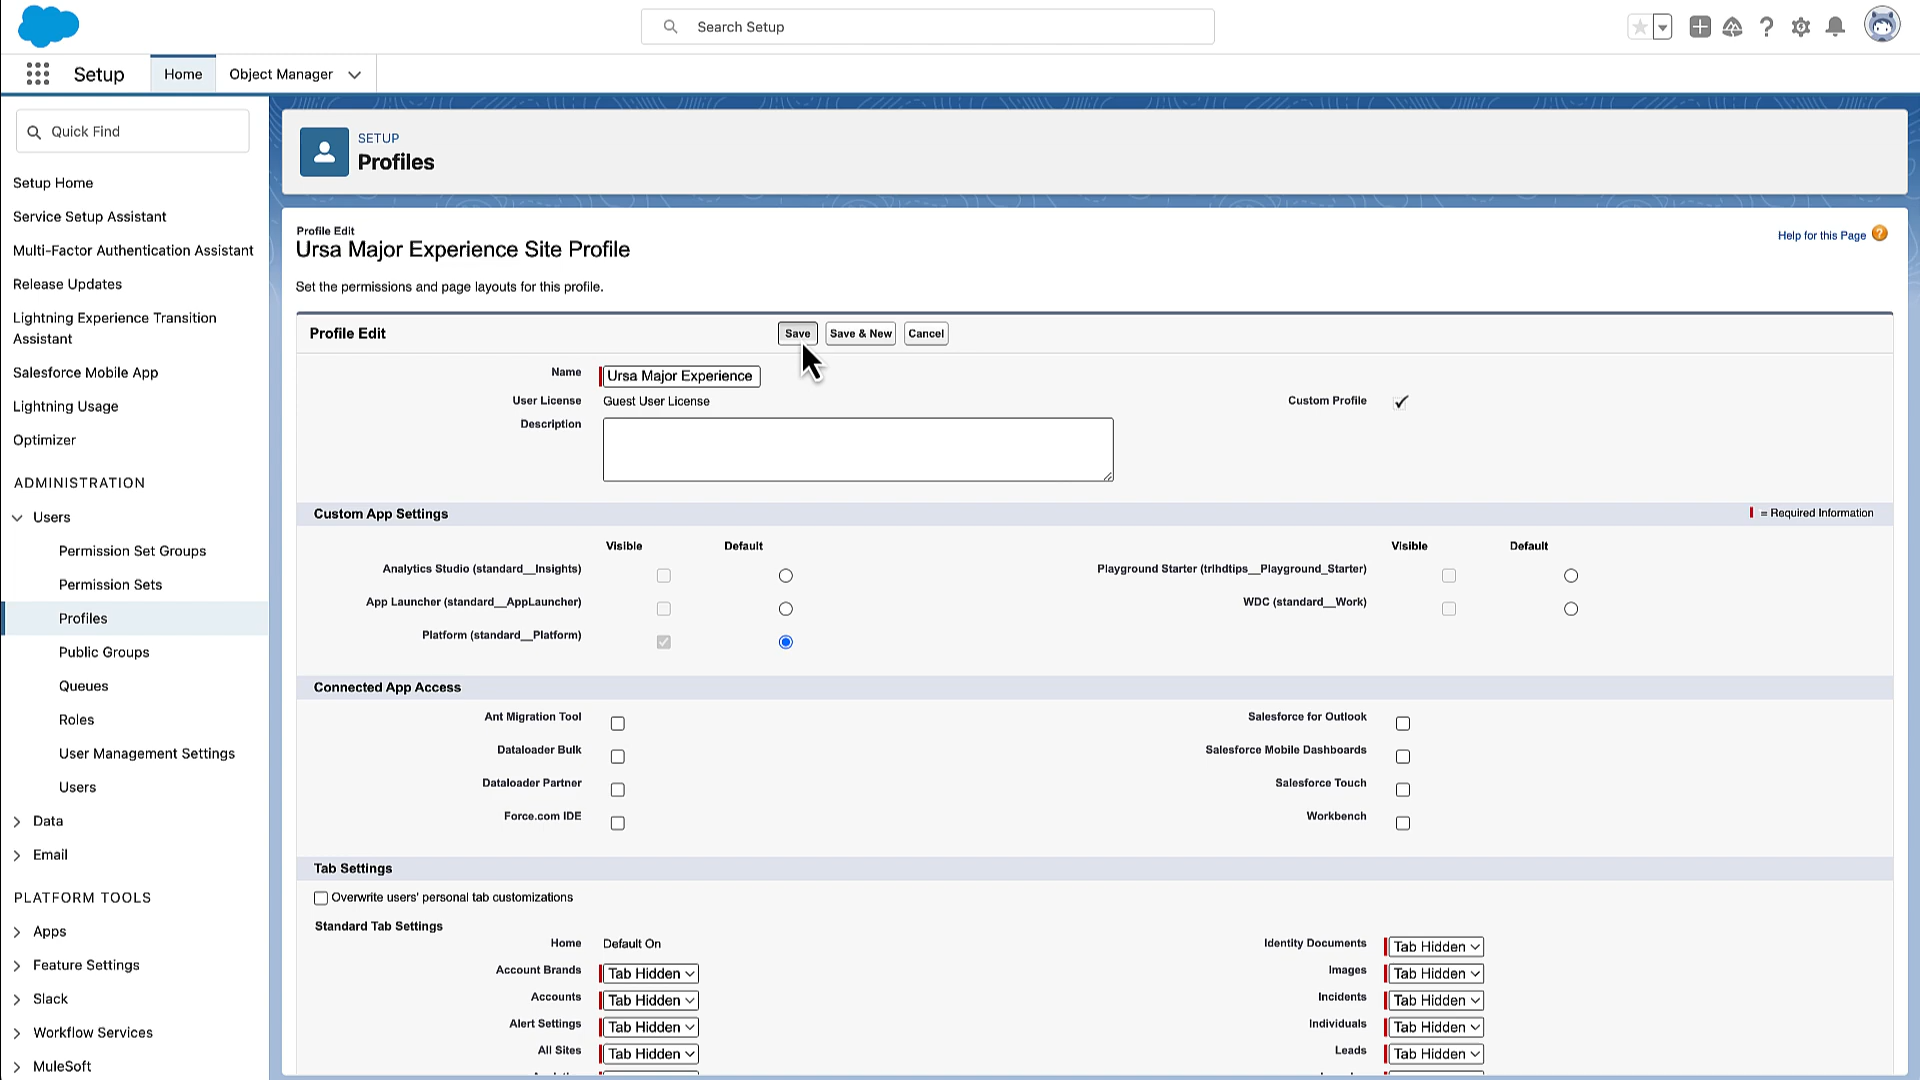 Search Setup
Setup
Home
Object Manager
Quick Find
Setup Home
Service Setup Assistant
Multi-Factor Authentication Assistant
Release Updates
Lightning Experience Transition
Assistant
Salesforce Mobile App
Lightning Usage
Optimizer
ADMINISTRATION
Users
Permission Set Groups
Permission Sets
Profiles
Public Groups
Queues
Roles
User Management Settings
Users
Data
Email
PLATFORM TOOLS
Apps
Feature Settings
Slack
Workflow Services
MuleSoft
SETUP
Profiles
Profile Edit
Ursa Major Experience Site Profile
Help for this Page
Set the permissions and page layouts for this profile.
Profile Edit
Save
Save & New
Cancel
Name
Ursa Major Experience
User License
Guest User License
Custom Profile
Description
Custom App Settings
= Required Information
Visible
Default
Visible
Default
Analytics Studio (standard__Insights)
Playground Starter (trlhdtips__Playground_Starter)
App Launcher (standard__AppLauncher)
WDC (standard__Work)
Platform (standard__Platform)
Connected App Access
Ant Migration Tool
Salesforce for Outlook
Dataloader Bulk
Salesforce Mobile Dashboards
Dataloader Partner
Salesforce Touch
Force.com IDE
Workbench
Tab Settings
Overwrite users' personal tab customizations
Standard Tab Settings
Home
Default On
Identity Documents
Tab Hidden
Account Brands
Tab Hidden
Images
Tab Hidden
Accounts
Tab Hidden
Incidents
Tab Hidden
Alert Settings
Tab Hidden
Individuals
Tab Hidden
All Sites
Tab Hidden
Leads
Tab Hidden